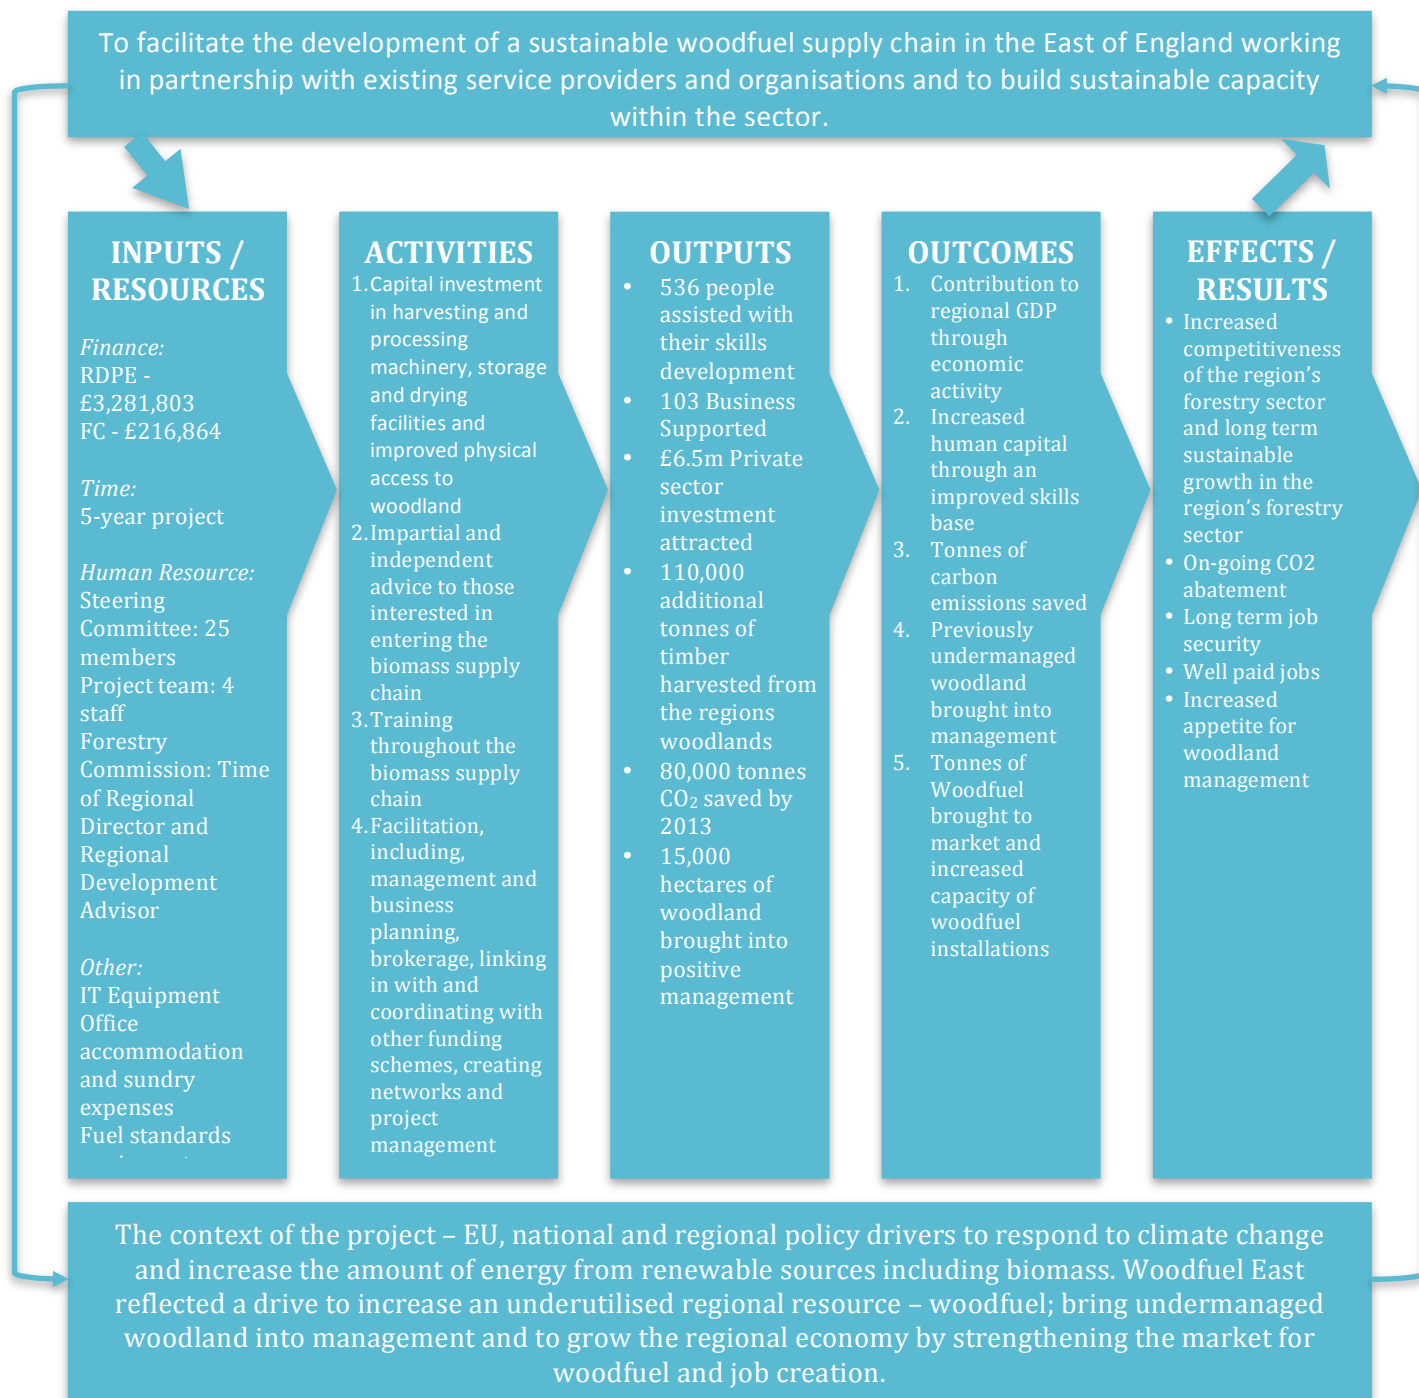 To facilitate the development of a sustainable woodfuel supply chain in the East of England working
in partnership with existing service providers and organisations and to build sustainable capacity
within the sector.
INPUTS /
RESOURCES
Finance:
RDPE -
£3,281,803
FC - £216,864
Time:
5-year project
Human Resource:
Steering
Committee: 25
members
Project team: 4
staff
Forestry
Commission: Time
of Regional
Director and
Regional
Development
Advisor
Other:
IT Equipment
Office
accommodation
and sundry
expenses
Fuel standards
ACTIVITIES
1. Capital investment
in harvesting and
processing
machinery, storage
and drying
facilities and
improved physical
access to
woodland
2. Impartial and
independent
advice to those
interested in
entering the
biomass supply
chain
3. Training
throughout the
biomass supply
chain
4. Facilitation,
including,
management and
business
planning,
brokerage, linking
in with and
coordinating with
other funding
schemes, creating
networks and
project
management
OUTPUTS
• 536 people
assisted with
their skills
development
• 103 Business
Supported
• £6.5m Private
sector
investment
attracted
• 110,000
additional
tonnes of
timber
harvested from
the regions
woodlands
• 80,000 tonnes
CO₂ saved by
2013
• 15,000
hectares of
woodland
brought into
positive
management
OUTCOMES
1. Contribution to
regional GDP
through
economic
activity
2. Increased
human capital
through an
improved skills
base
3. Tonnes of
carbon
emissions saved
4. Previously
undermanaged
woodland
brought into
management
5. Tonnes of
Woodfuel
brought to
market and
increased
capacity of
woodfuel
installations
EFFECTS /
RESULTS
• Increased
competitiveness
of the region’s
forestry sector
and long term
sustainable
growth in the
region’s forestry
sector
• On-going CO2
abatement
• Long term job
security
• Well paid jobs
• Increased
appetite for
woodland
management
The context of the project – EU, national and regional policy drivers to respond to climate change
and increase the amount of energy from renewable sources including biomass. Woodfuel East
reflected a drive to increase an underutilised regional resource – woodfuel; bring undermanaged
woodland into management and to grow the regional economy by strengthening the market for
woodfuel and job creation.